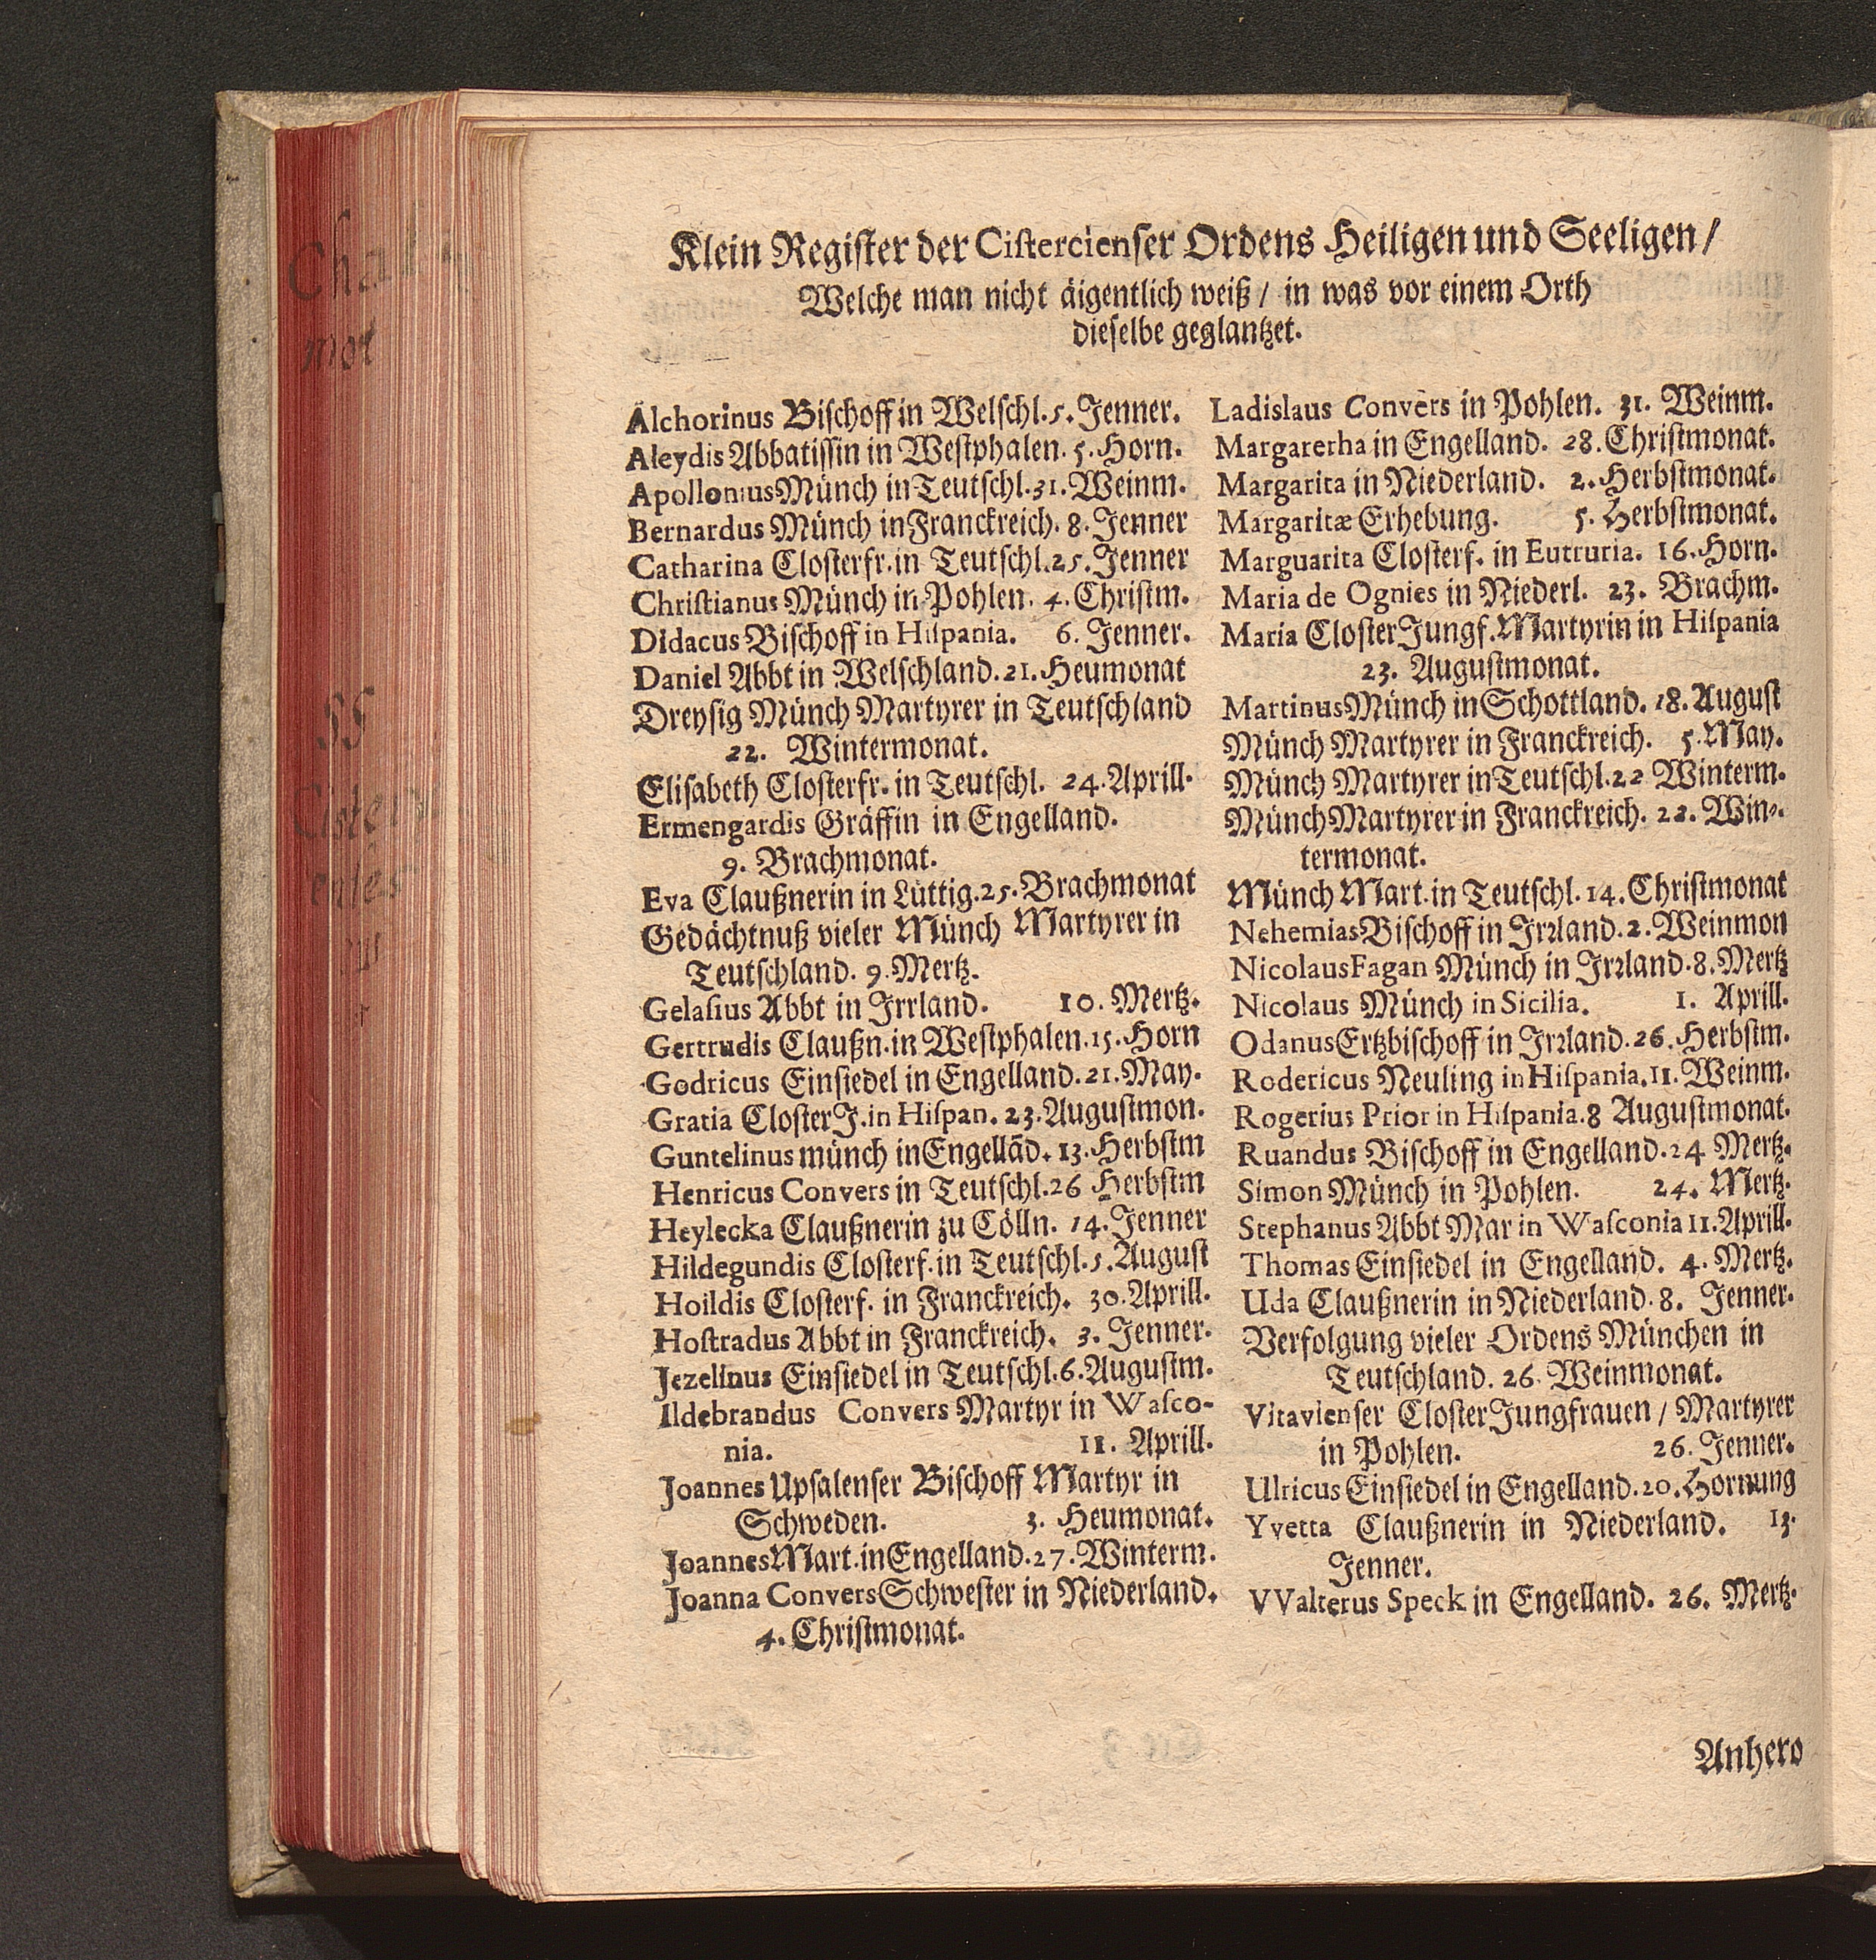 Klein Register der Cistercienser Ordens Heiligen und Seeligen/
Welche man nicht äigentlich weiß / in was vor einem Orth
dieselbe geglantzet.
Alchorinus Bischoff in Welschl. 5. Jenner.
Aleydis Abbatissin in Westphalen. 5. Horn.
Apollonius Münch in Teutschl. 31. Weinm.
Bernardus Münch in Franckreich. 8. Jenner
Catharina Closterfr. in Teutschl. 25. Jenner
Christianus Münch in Pohlen. 4. Christm.
Didacus Bischoff in Hispania. 6. Jenner.
Daniel Abbt in Welschland. 21. Heumonat
Dreysig Münch Martyrer in Teutschland
22. Wintermonat.
Elisabeth Closterfr. in Teutschl. 24. Aprill.
Ermengardis Gräffin in Engelland.
9. Brachmonat.
Eva Claußnerin in Lüttig. 25. Brachmonat
Gedächtnuß vieler Münch Martyrer in
Teutschland. 9. Mertz.
Gelasius Abbt in Irrland. 10. Mertz.
Gertrudis Claußn. in Westphalen. 15. Horn
Godricus Einsiedel in Engelland. 21. May.
Gratia Closter J. in Hispan. 23. Augustmon.
Guntelinus münch in Engellãd. 13. Herbstm
Henricus Convers in Teutschl. 26 Herbstm
Heylecka Claußnerin zu Cölln. 14. Jenner
Hildegundis Closterf. in Teutschl. 5. August
Hoildis Closterf. in Franckreich. 30. Aprill.
Hostradus Abbt in Franckreich. 3. Jenner.
Jezelinus Einsiedel in Teutschl. 6. Augustm.
Ildebrandus Convers Martyr in Wasco-
nia. 11. Aprill.
Joannes Upsalenser Bischoff Martyr in
Schweden. 3. Heumonat.
Joannes Mart. in Engelland. 27. Winterm.
Joanna Convers Schwester in Niederland.
4. Christmonat.
Ladislaus Convèrs in Pohlen. 31. Weinm.
Margaretha in Engelland. 28. Christmonat.
Margarita in Niederland. 2. Herbstmonat.
Margaritæ Erhebung. 5. Herbstmonat.
Marguarita Closterf. in Eutruria. 16. Horn.
Maria de Ognies in Niederl. 23. Brachm.
Maria Closter Jungf. Martyrin in Hispania
23. Augustmonat.
Martinus Münch in Schottland. 18. August
Münch Martyrer in Franckreich. 5. May.
Münch Martyrer in Teutschl. 22 Winterm.
Münch Martyrer in Franckreich. 22. Win-
termonat.
Münch Mart. in Teutschl. 14. Christmonat
Nehemias Bischoff in Irrland. 2. Weinmon
Nicolaus Fagan Münch in Irrland. 8. Mertz
Nicolaus Münch in Sicilia. 1. Aprill.
Odanus Ertzbischoff in Irrland. 26. Herbstm.
Rodericus Neuling in Hispania. 11. Weinm.
Rogerius Prior in Hispania. 8 Augustmonat.
Ruandus Bischoff in Engelland. 24 Mertz.
Simon Münch in Pohlen. 24. Mertz.
Stephanus Abbt Mar in Wasconia 11. Aprill.
Thomas Einsiedel in Engelland. 4. Mertz.
Uda Claußnerin in Niederland. 8. Jenner.
Verfolgung vieler Ordens München in
Teutschland. 26. Weinmonat.
Vitavienser Closter Jungfrauen / Martyrer
in Pohlen. 26. Jenner.
Ulricus Einsiedel in Engelland. 20. Hornung
Yvetta Claußnerin in Niederland. 13.
Jenner.
VValterus Speck in Engelland. 26. Mertz.
Anhero